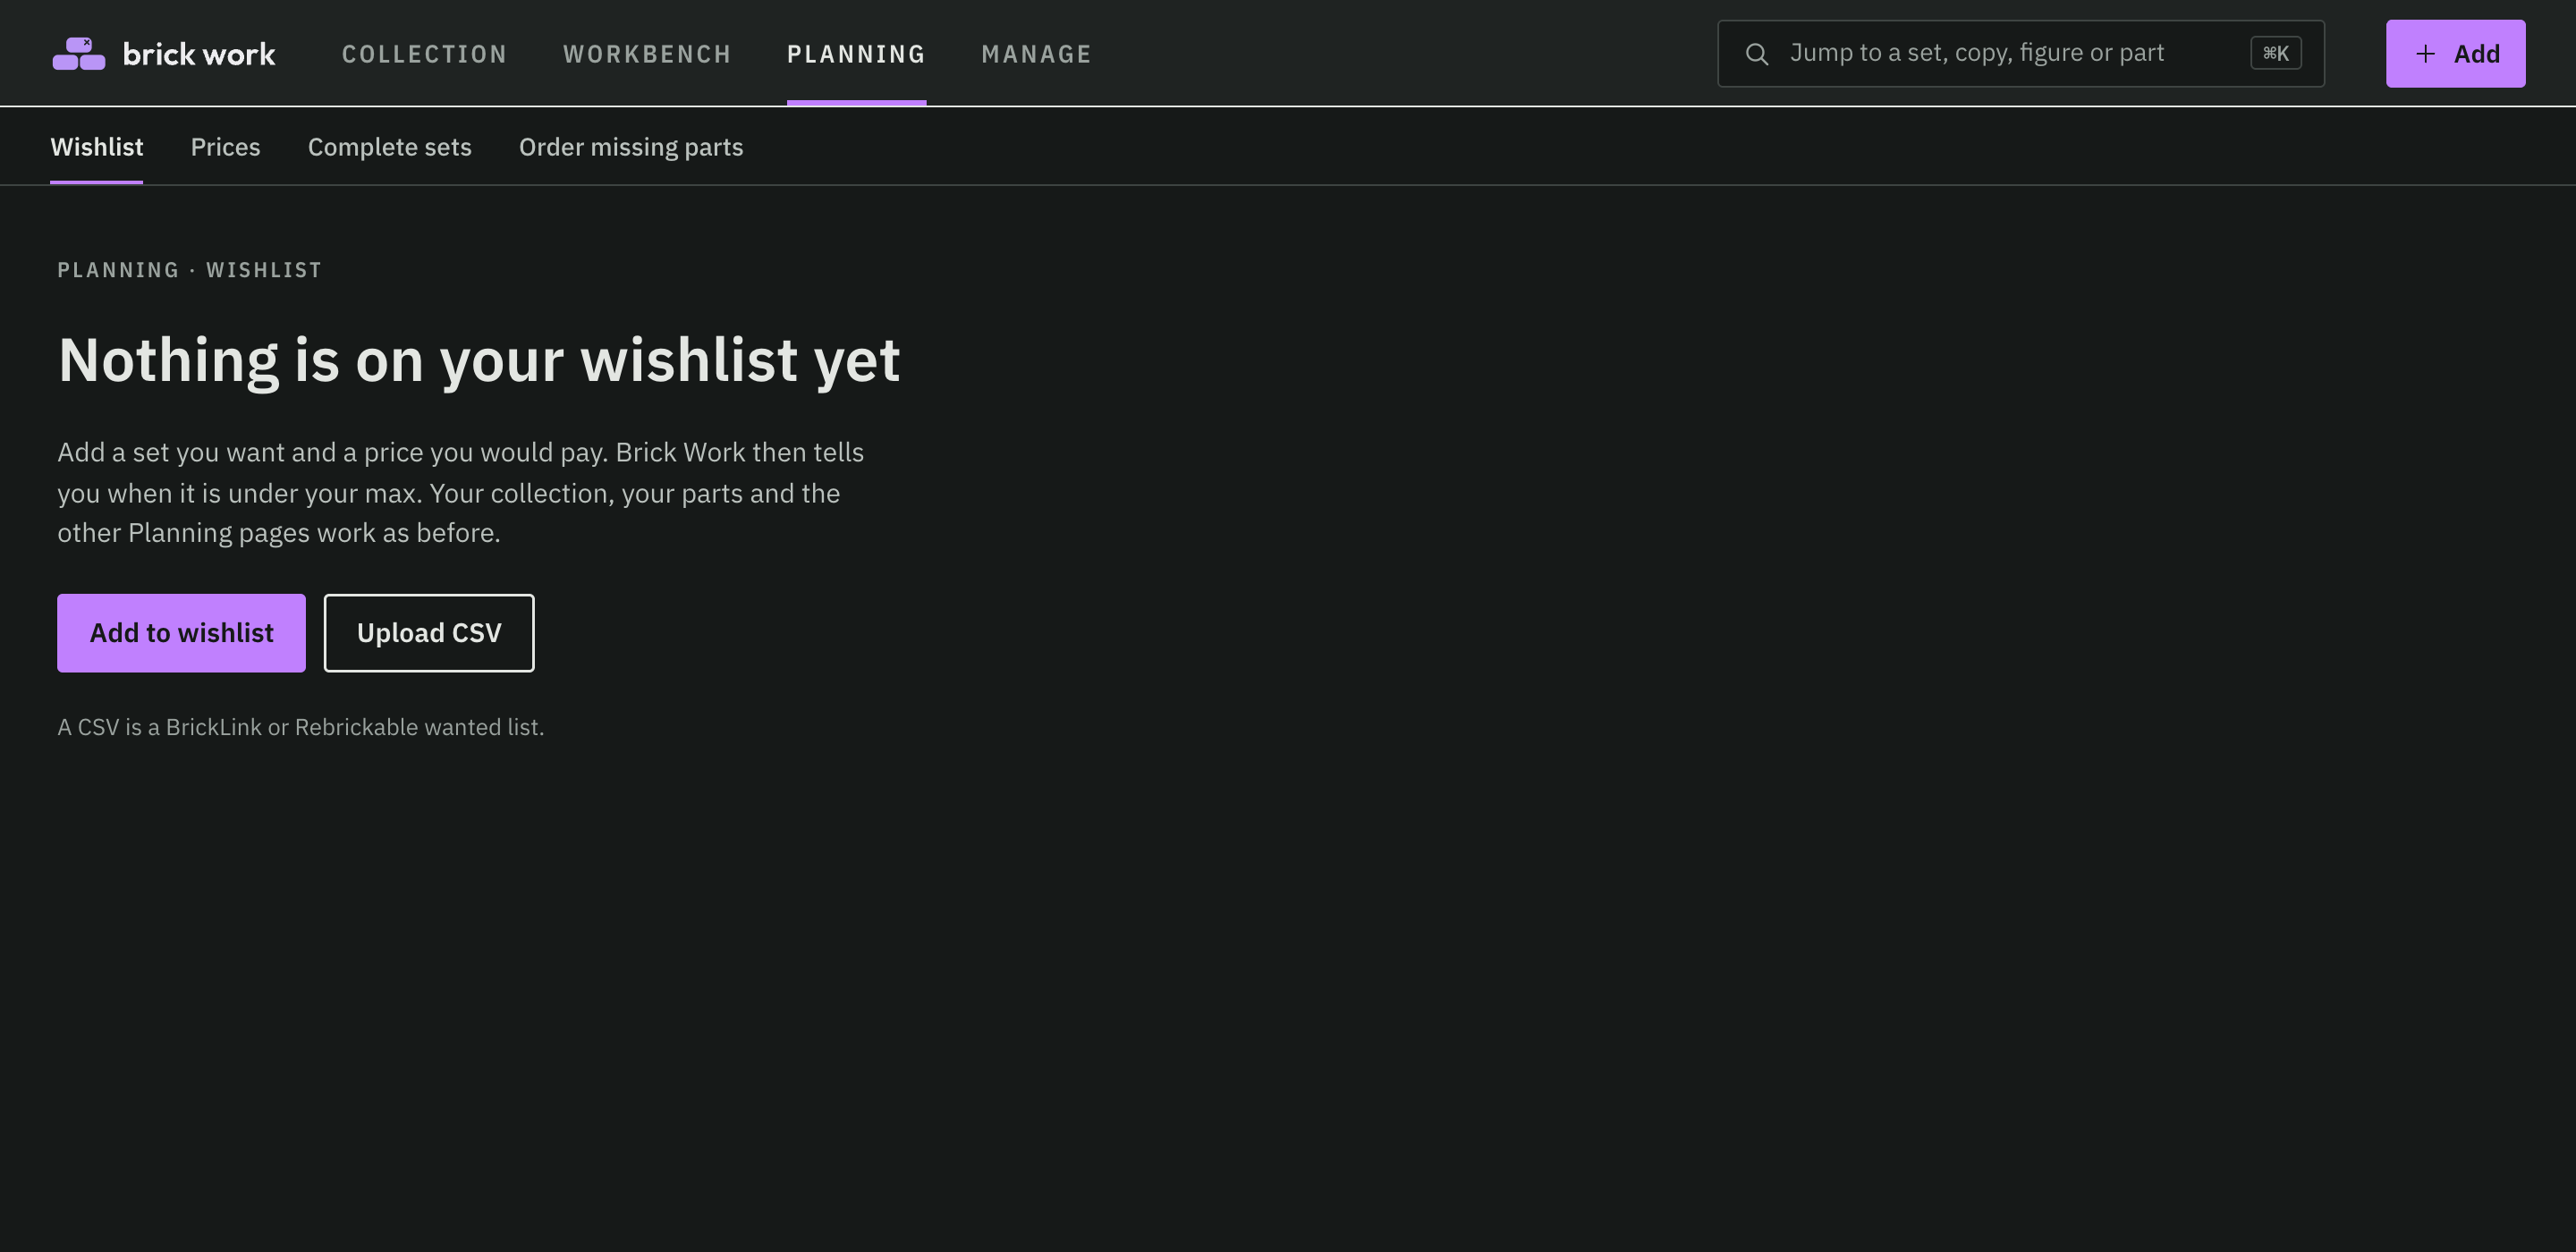 brick work
COLLECTION
WORKBENCH
PLANNING
MANAGE
Jump to a set, copy, figure or part
⌘K
+ Add
Wishlist
Prices
Complete sets
Order missing parts
PLANNING · WISHLIST
Nothing is on your wishlist yet
Add a set you want and a price you would pay. Brick Work then tells
you when it is under your max. Your collection, your parts and the
other Planning pages work as before.
Add to wishlist
Upload CSV
A CSV is a BrickLink or Rebrickable wanted list.